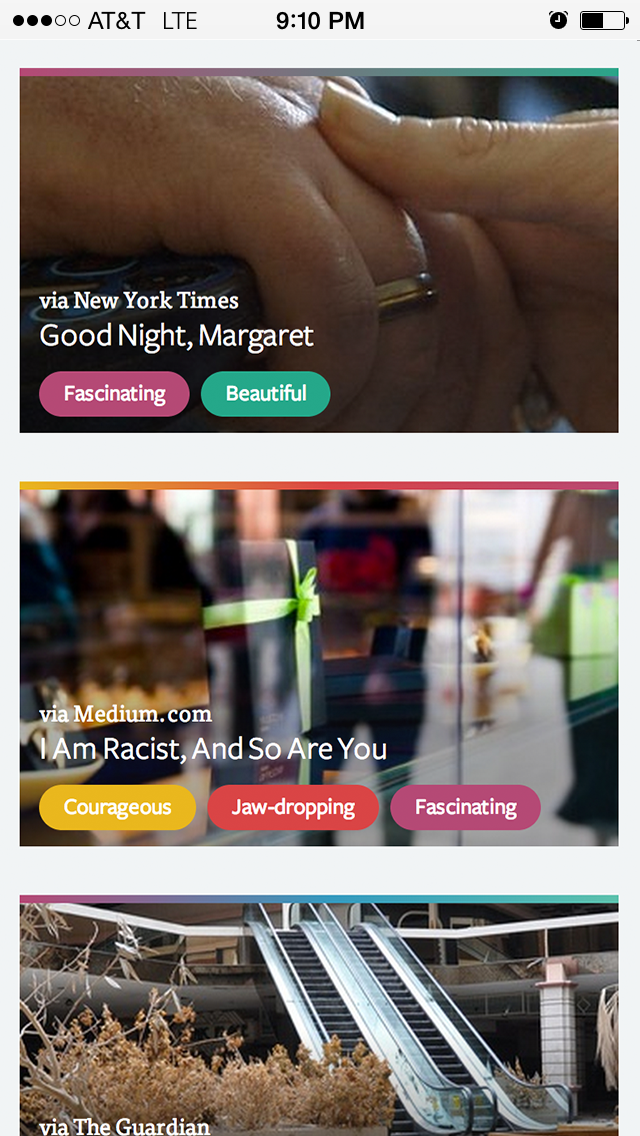 AT&T LTE 9:10 PM
via New York Times
Good Night, Margaret
Fascinating Beautiful
via Medium.com
I Am Racist, And So Are You
Courageous Jaw-dropping Fascinating
via The Guardian